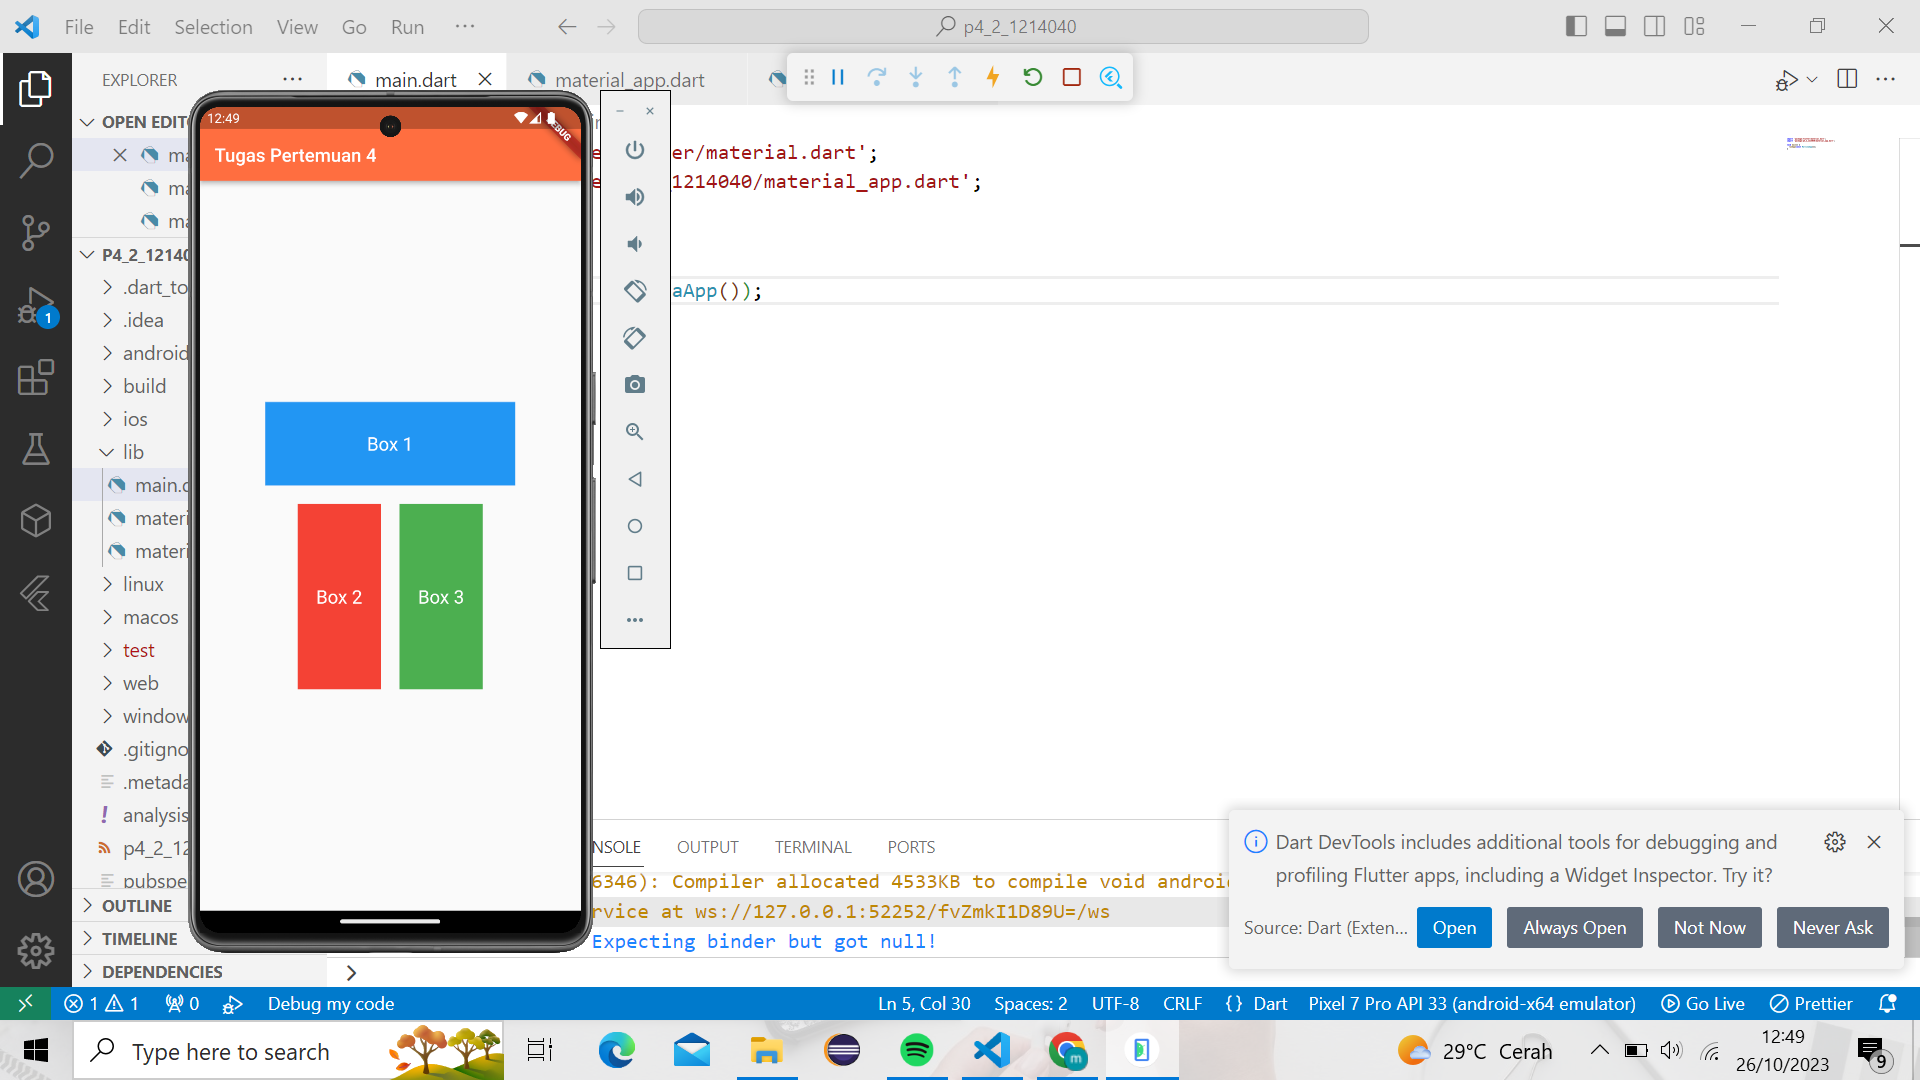 File Edit Selection View Go Run ··· p4_2_1214040
EXPLORER ··· main.dart material_app.dart
OPEN EDIT
ma
ma
ma
P4_2_1214
.dart_to
.idea
android
build
ios
lib
main.
materi
materi
linux
macos
test
web
window
.gitigno
.metada
analysis
p4_2_12
pubspe
OUTLINE
TIMELINE
DEPENDENCIES
1
12:49
DEBUG
Tugas Pertemuan 4
Box 1
Box 2
Box 3
er/material.dart';
1214040/material_app.dart';
aApp());
NSOLE OUTPUT TERMINAL PORTS
6346): Compiler allocated 4533KB to compile void androi
rvice at ws://127.0.0.1:52252/fvZmkI1D89U=/ws
Expecting binder but got null!
Dart DevTools includes additional tools for debugging and
profiling Flutter apps, including a Widget Inspector. Try it?
Source: Dart (Exten... Open Always Open Not Now Never Ask
1 1 0 Debug my code Ln 5, Col 30 Spaces: 2 UTF-8 CRLF {} Dart Pixel 7 Pro API 33 (android-x64 emulator) Go Live Prettier
Type here to search 29°C Cerah 12:49
26/10/2023
9